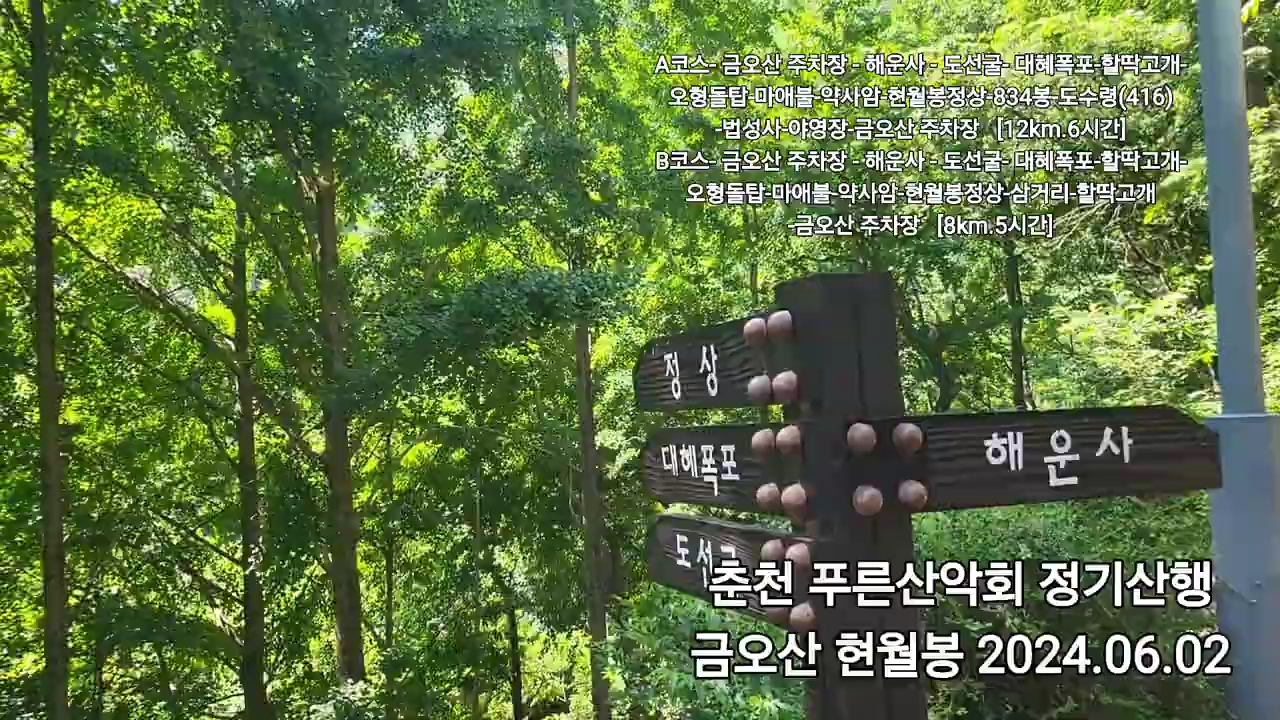 A코스- 금오산 주차장 - 해운사 - 도선굴- 대혜폭포-할딱고개-
오형돌탑-마애불-약사암-현월봉정상-834봉-도수령(416)
-법성사-야영장-금오산 주차장 [12km.6시간]
B코스- 금오산 주차장 - 해운사 - 도선굴- 대혜폭포-할딱고개-
오형돌탑-마애불-약사암-현월봉정상-삼거리-할딱고개
-금오산 주차장 [8km.5시간]
정상
대혜폭포
해운사
도선
춘천 푸른산악회 정기산행
금오산 현월봉 2024.06.02